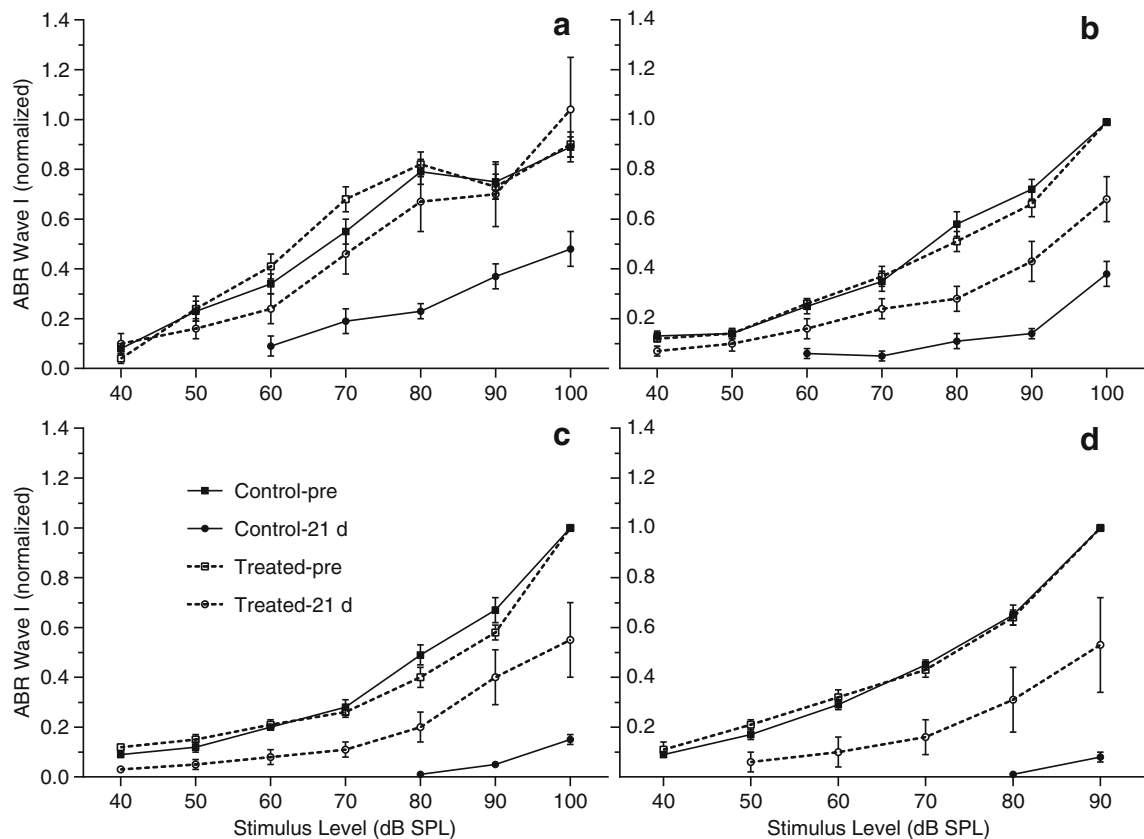 a
1.4
1.2
1.0
0.8
0.6
0.4
0.2
0.0
ABR Wave I (normalized)
40 50 60 70 80 90 100
b
1.4
1.2
1.0
0.8
0.6
0.4
0.2
40 50 60 70 80 90 100
c
1.4
1.2
1.0
0.8
0.6
0.4
0.2
0.0
ABR Wave I (normalized)
Control-pre
Control-21 d
Treated-pre
Treated-21 d
40 50 60 70 80 90 100
Stimulus Level (dB SPL)
d
1.4
1.2
1.0
0.8
0.6
0.4
0.2
40 50 60 70 80 90
Stimulus Level (dB SPL)